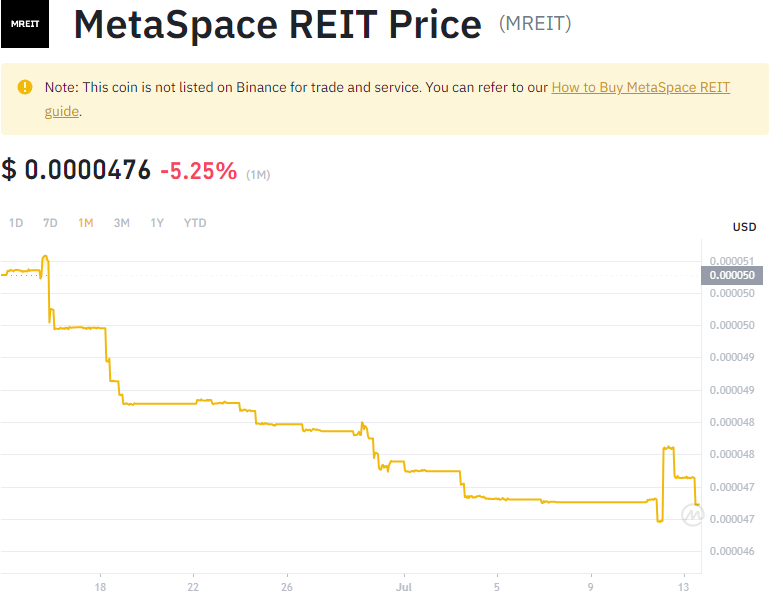 MREIT
MetaSpace REIT Price (MREIT)
Note: This coin is not listed on Binance for trade and service. You can refer to our How to Buy MetaSpace REIT
guide.
$ 0.0000476 -5.25% (1M)
1D 7D 1M 3M 1Y YTD
USD
0.000051
0.000050
0.000050
0.000050
0.000049
0.000049
0.000048
0.000048
0.000047
0.000047
0.000046
18 22 26 Jul 5 9 13